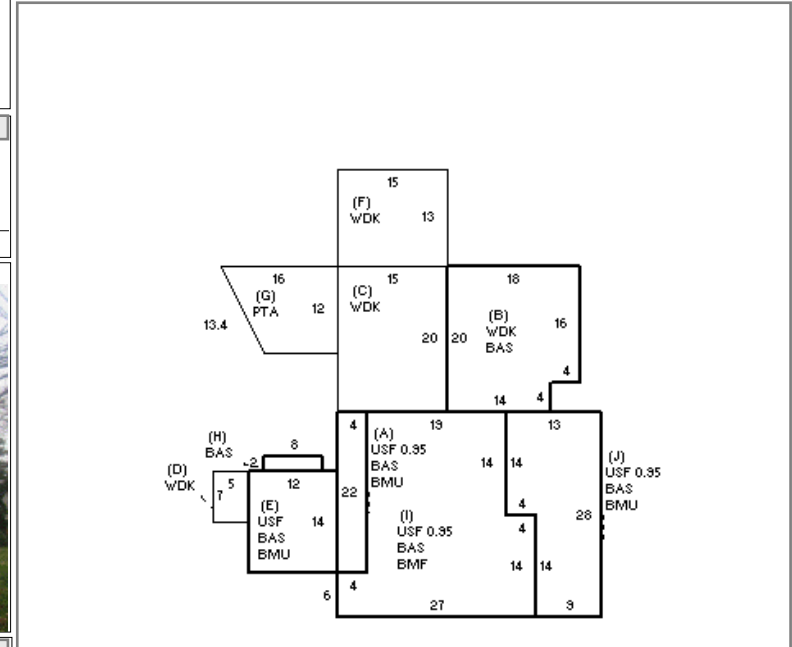 15
(F)
WDK
13
16
(G)
PTA
12
13.4
15
(C)
WDK
20
20
18
(B)
WDK
BAS
16
4
14
4
4
19
13
(A)
USF 0.95
BAS
BMU
14
14
(J)
USF 0.95
BAS
BMU
(H)
BAS
2
8
(D)
WDK
5
7
12
(E)
USF
BAS
BMU
14
22
(I)
USF 0.95
BAS
BMF
4
4
28
14
14
6
4
27
9